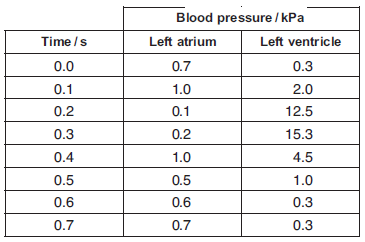 Blood pressure / kPa
Time / s Left atrium Left ventricle
0.0 0.7 0.3
0.1 1.0 2.0
0.2 0.1 12.5
0.3 0.2 15.3
0.4 1.0 4.5
0.5 0.5 1.0
0.6 0.6 0.3
0.7 0.7 0.3